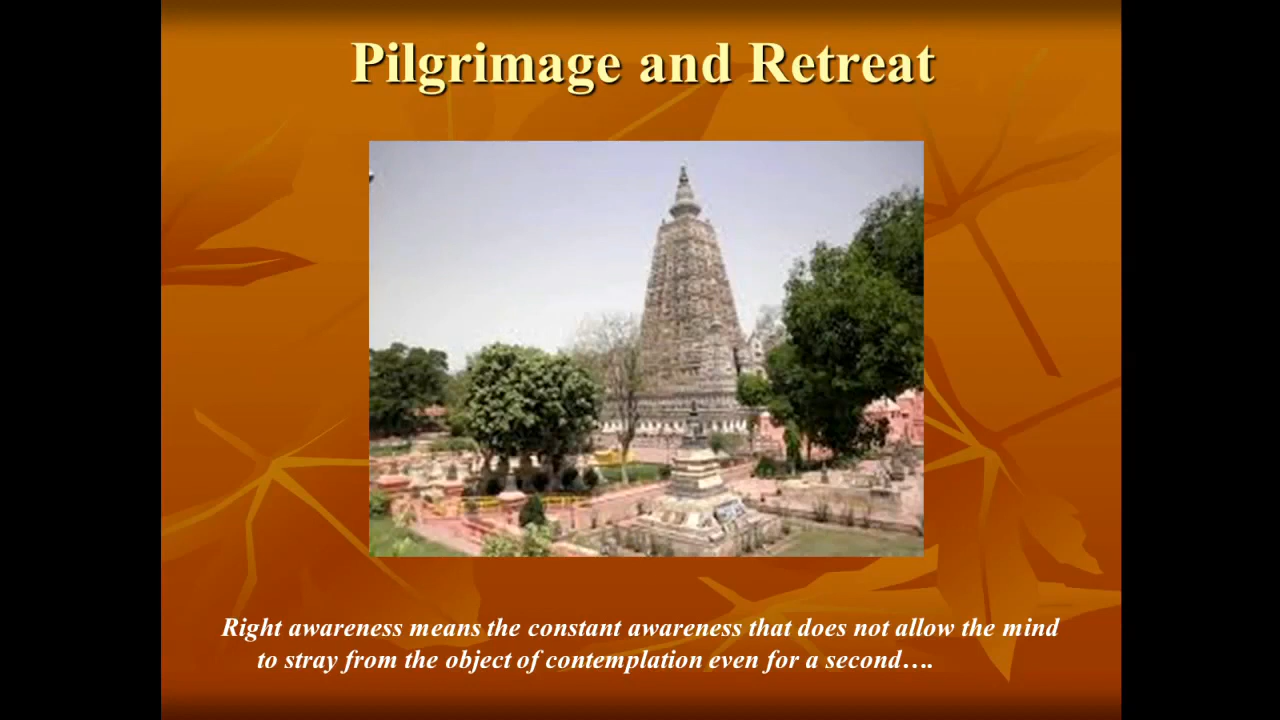 Pilgrimage and Retreat
Right awareness means the constant awareness that does not allow the mind
to stray from the object of contemplation even for a second….